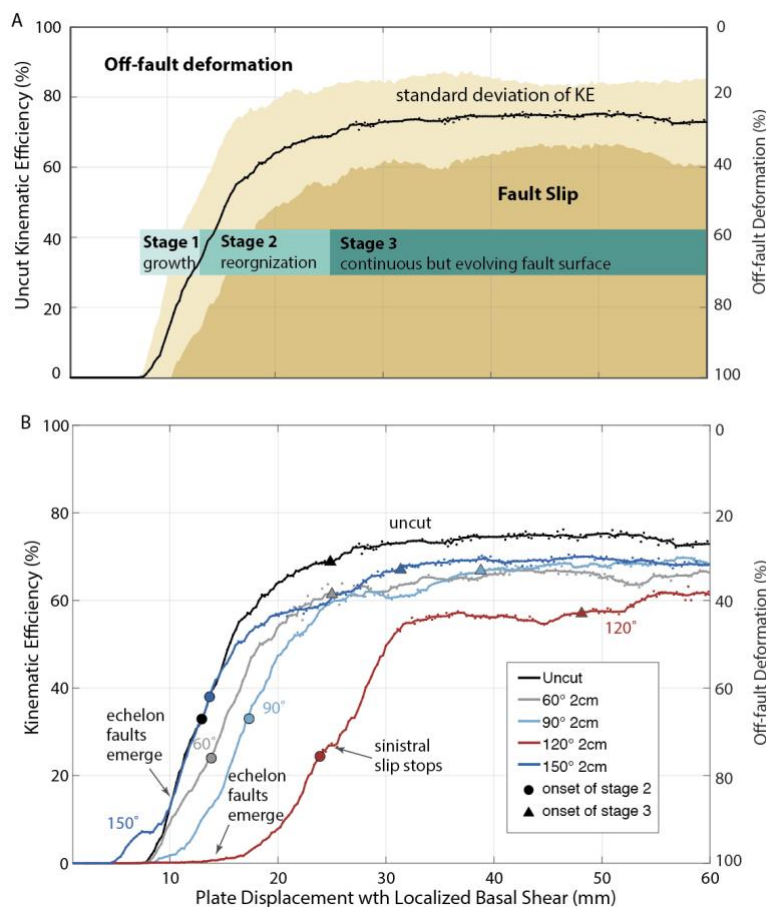 A
100
80
60
40
20
0
Uncut Kinematic Efficiency (%)
Off-fault deformation
standard deviation of KE
Fault Slip
Stage 1
growth
Stage 2
reorgnization
Stage 3
continuous but evolving fault surface
0
20
40
60
80
100
Off-fault Deformation (%)
B
100
80
60
40
20
0
Kinematic Efficiency (%)
uncut
echelon
faults
emerge
150°
60°
90°
echelon
faults
emerge
sinistral
slip stops
120°
Uncut
60° 2cm
90° 2cm
120° 2cm
150° 2cm
onset of stage 2
onset of stage 3
0
20
40
60
80
100
Off-fault Deformation (%)
10
20
30
40
50
60
Plate Displacement wth Localized Basal Shear (mm)